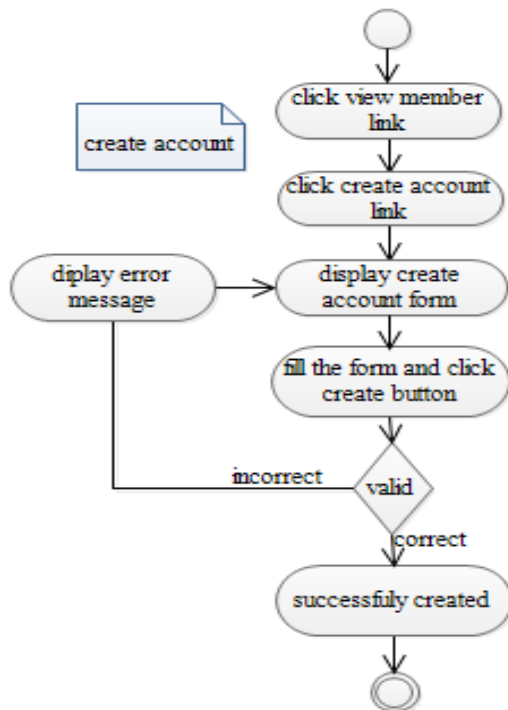 click view member
link
create account
click create account
link
diplay error
message
display create
account form
fill the form and click
create button
incorrect
valid
correct
successfuly created